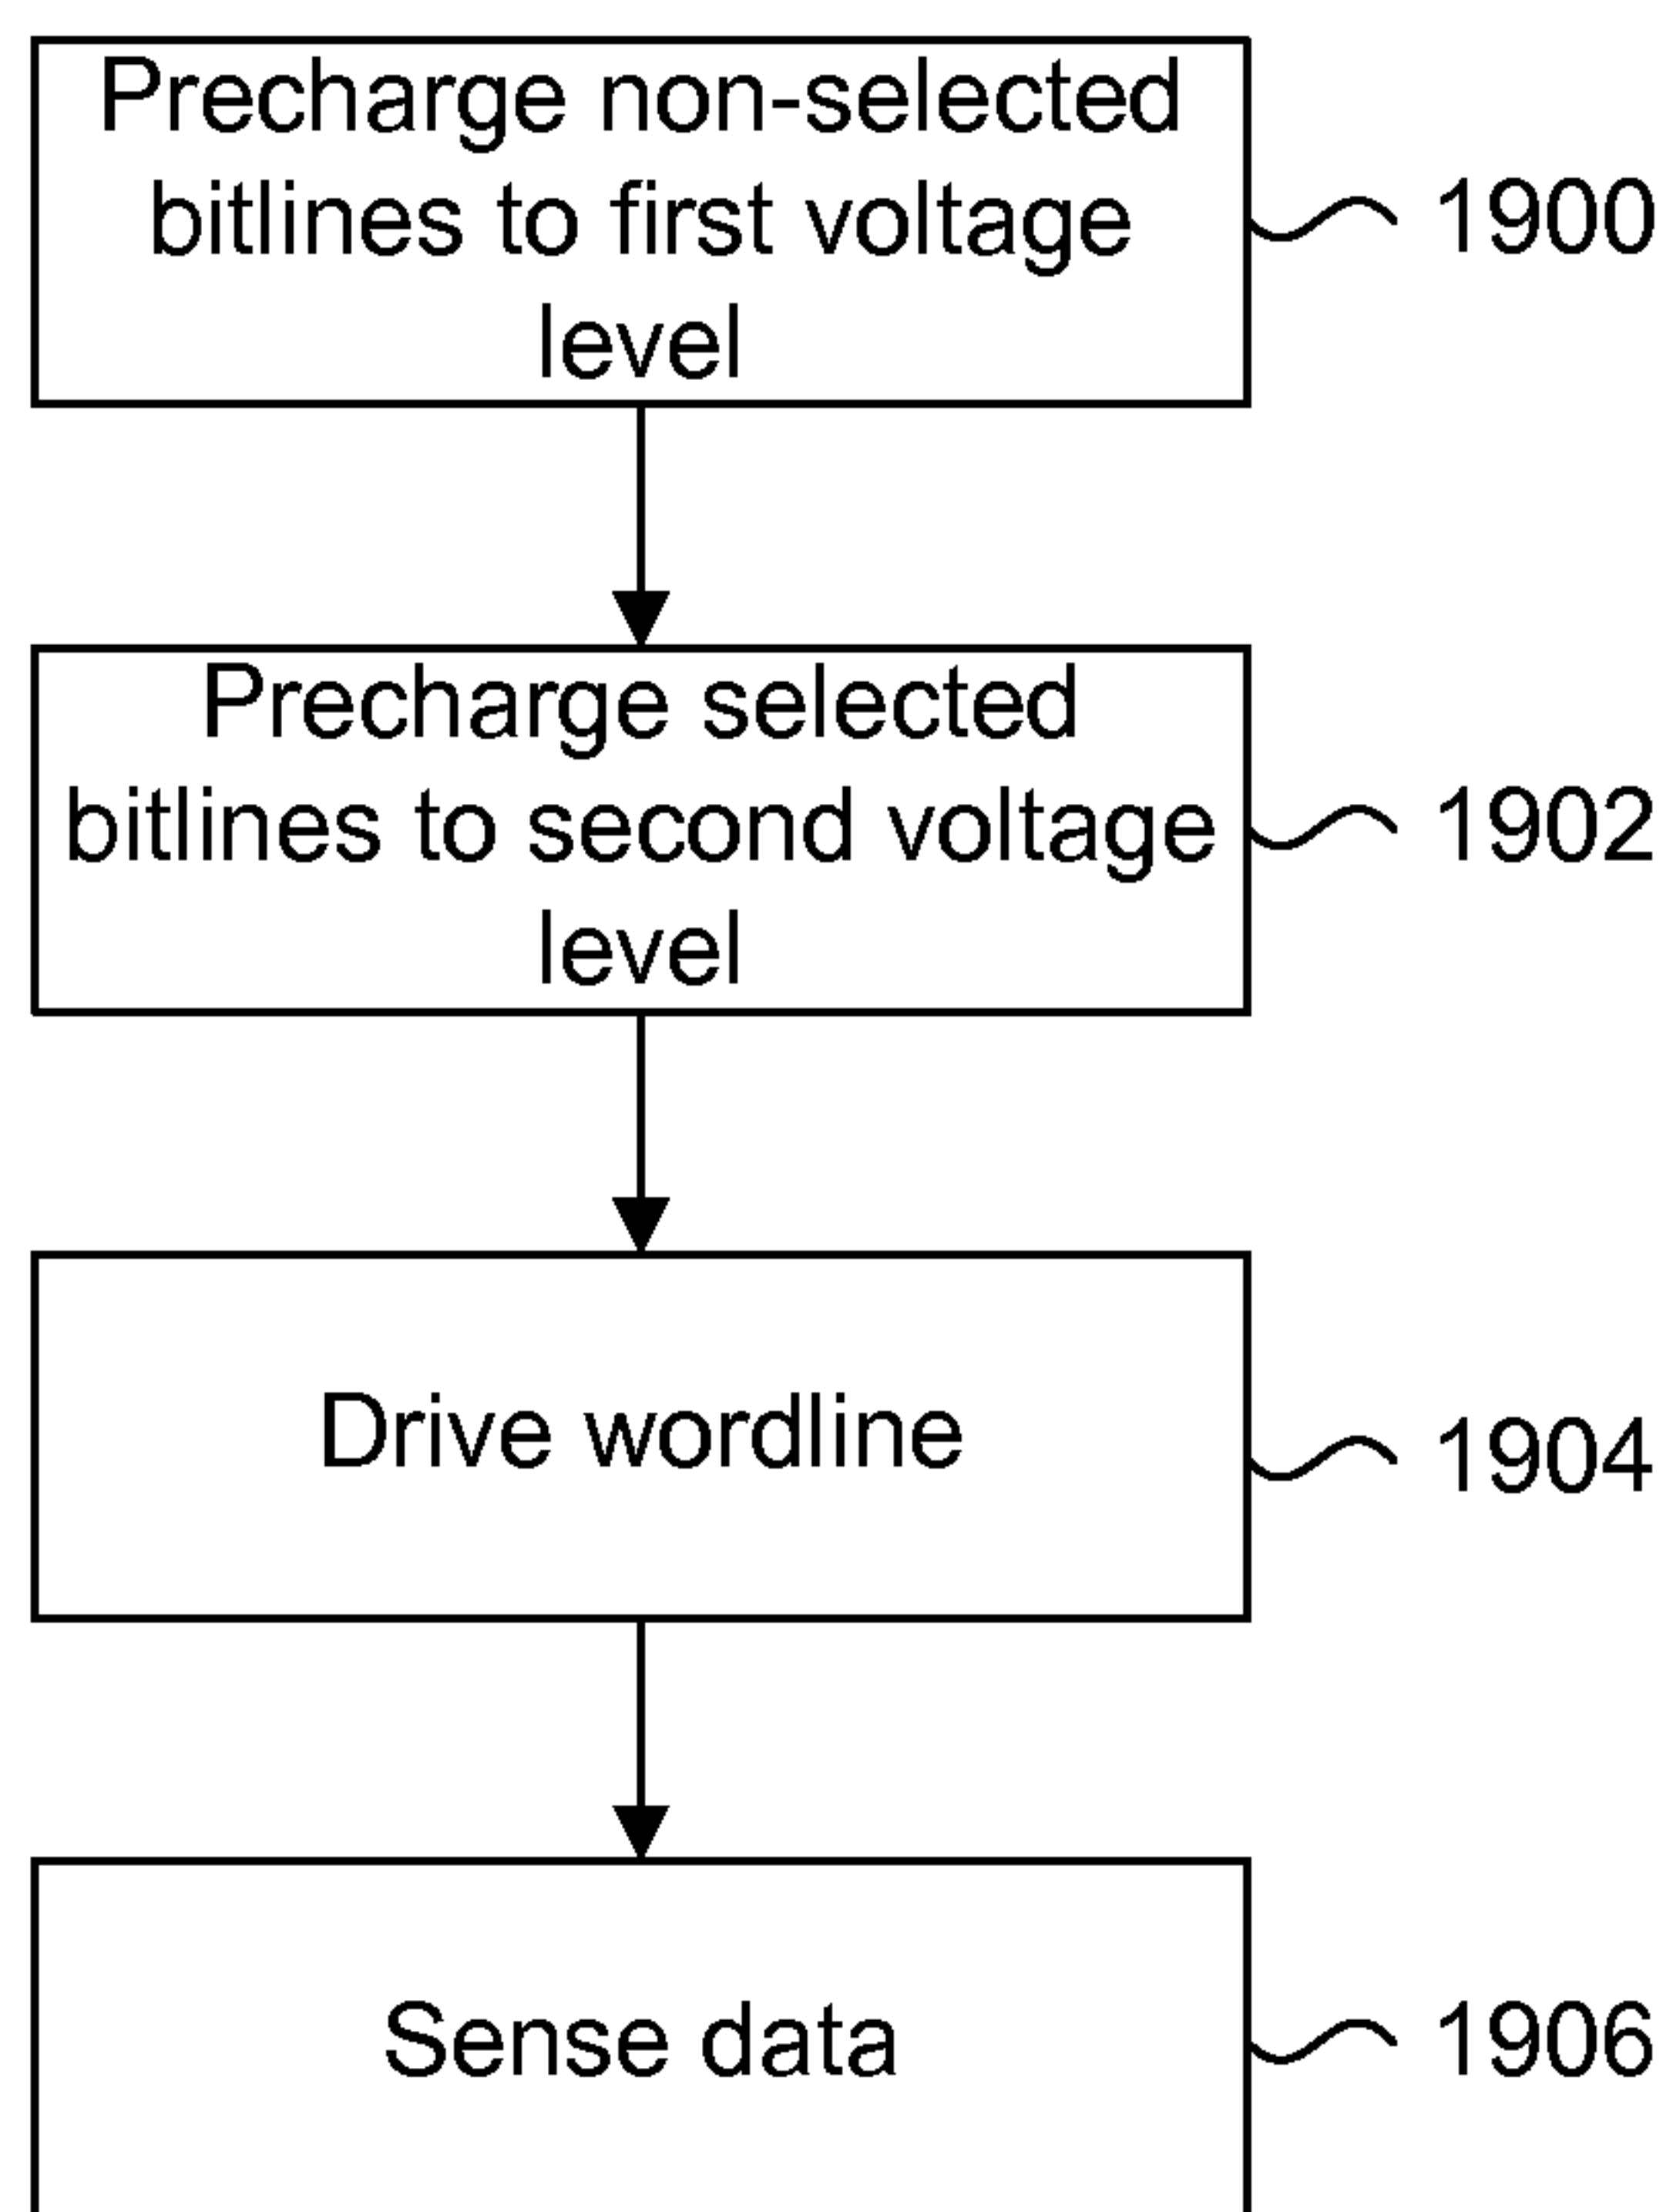 Precharge non-selected
bitlines to first voltage
level
1900
Precharge selected
bitlines to second voltage
level
1902
Drive wordline
1904
Sense data
1906